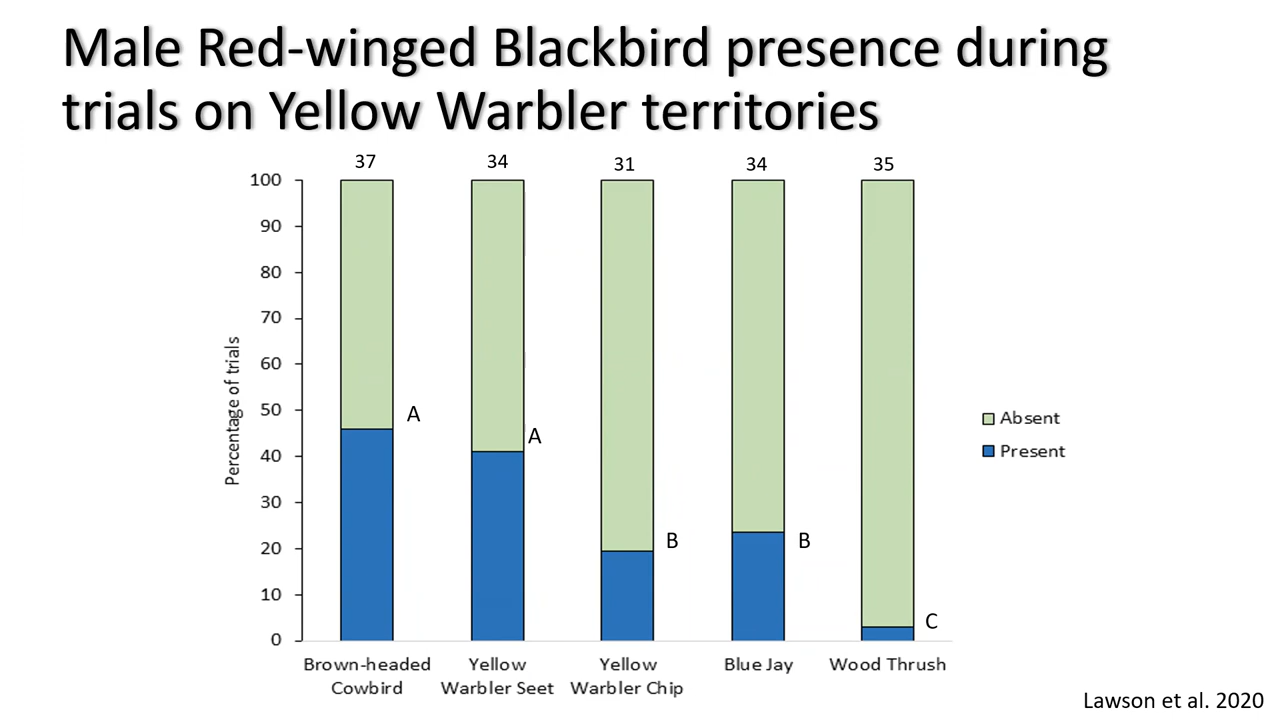 Male Red-winged Blackbird presence during
trials on Yellow Warbler territories
37 34 31 34 35
100
90
80
70
60
50
40
30
20
10
0
Percentage of trials
A
A
B
B
C
Absent
Present
Brown-headed
Cowbird
Yellow
Warbler Seet
Yellow
Warbler Chip
Blue Jay
Wood Thrush
Lawson et al. 2020